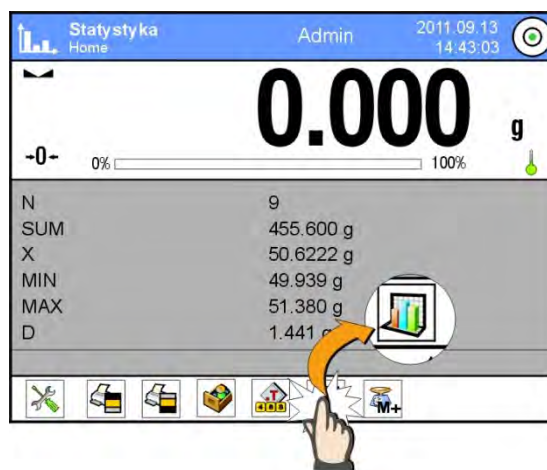 Statystyka
Home
Admin
2011.09.13
14:43:03
0.000 g
→0←
0%
100%
N 9
SUM 455.600 g
X 50.6222 g
MIN 49.939 g
MAX 51.380 g
D 1.441 g
T
M+